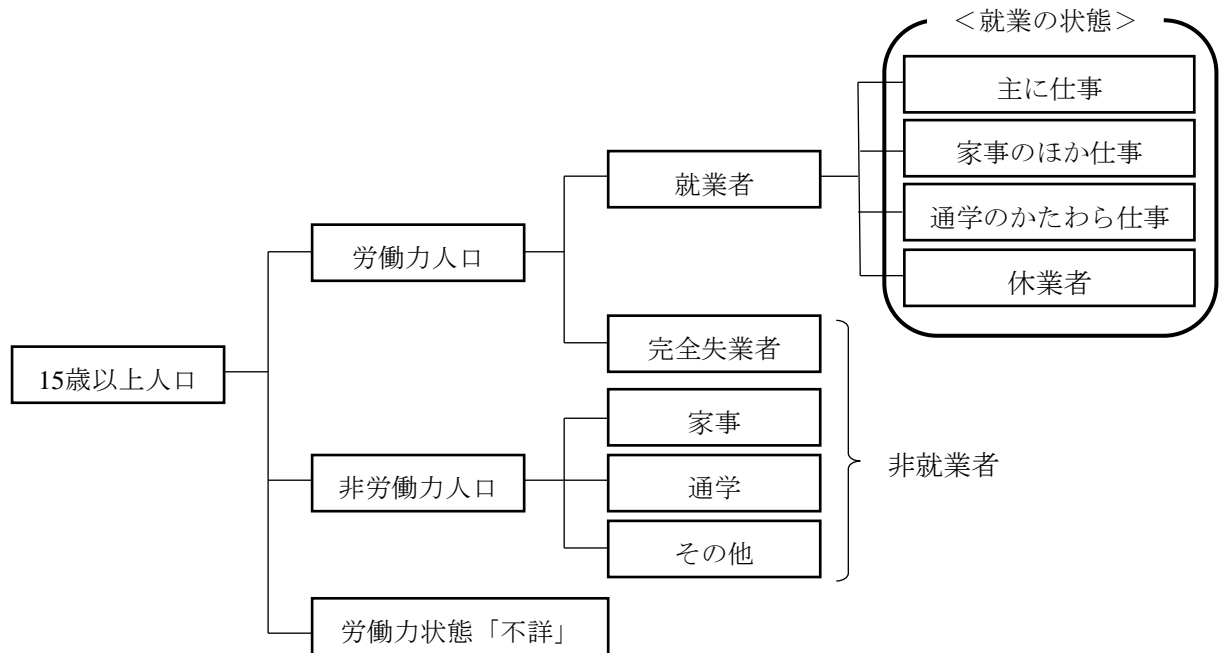 ＜就業の状態＞
主に仕事
家事のほか仕事
就業者
通学のかたわら仕事
労働力人口
休業者
完全失業者
15歳以上人口
家事
非就業者
非労働力人口
通学
その他
労働力状態「不詳」